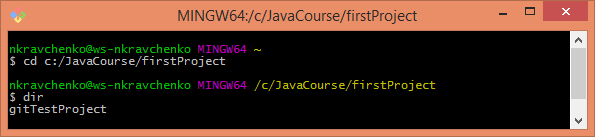 MINGW64:/c/JavaCourse/firstProject
nkravchenko@ws-nkravchenko MINGW64 ~
$ cd c:/JavaCourse/firstProject
nkravchenko@ws-nkravchenko MINGW64 /c/JavaCourse/firstProject
$ dir
gitTestProject